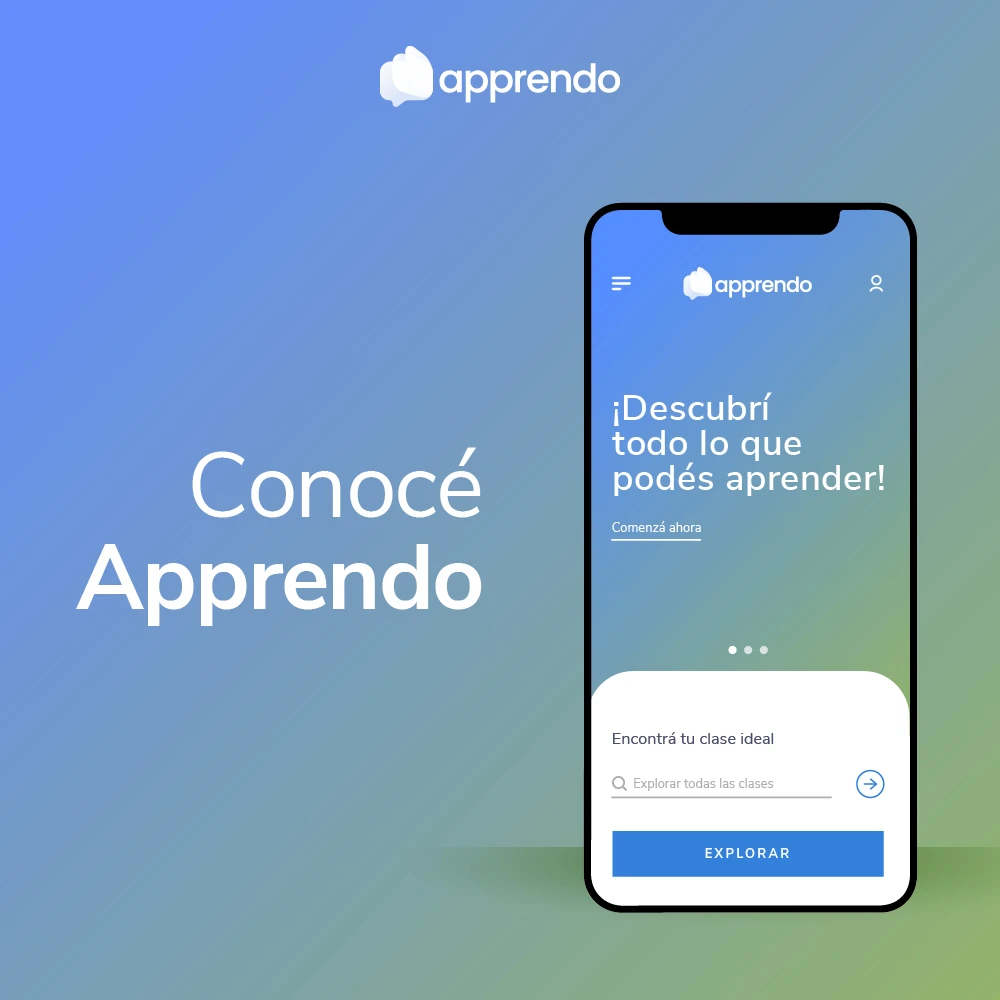 apprendo
Conocé
Apprendo
apprendo
¡Descubrí
todo lo que
podés aprender!
Comenzá ahora
Encontrá tu clase ideal
Explorar todas las clases
EXPLORAR